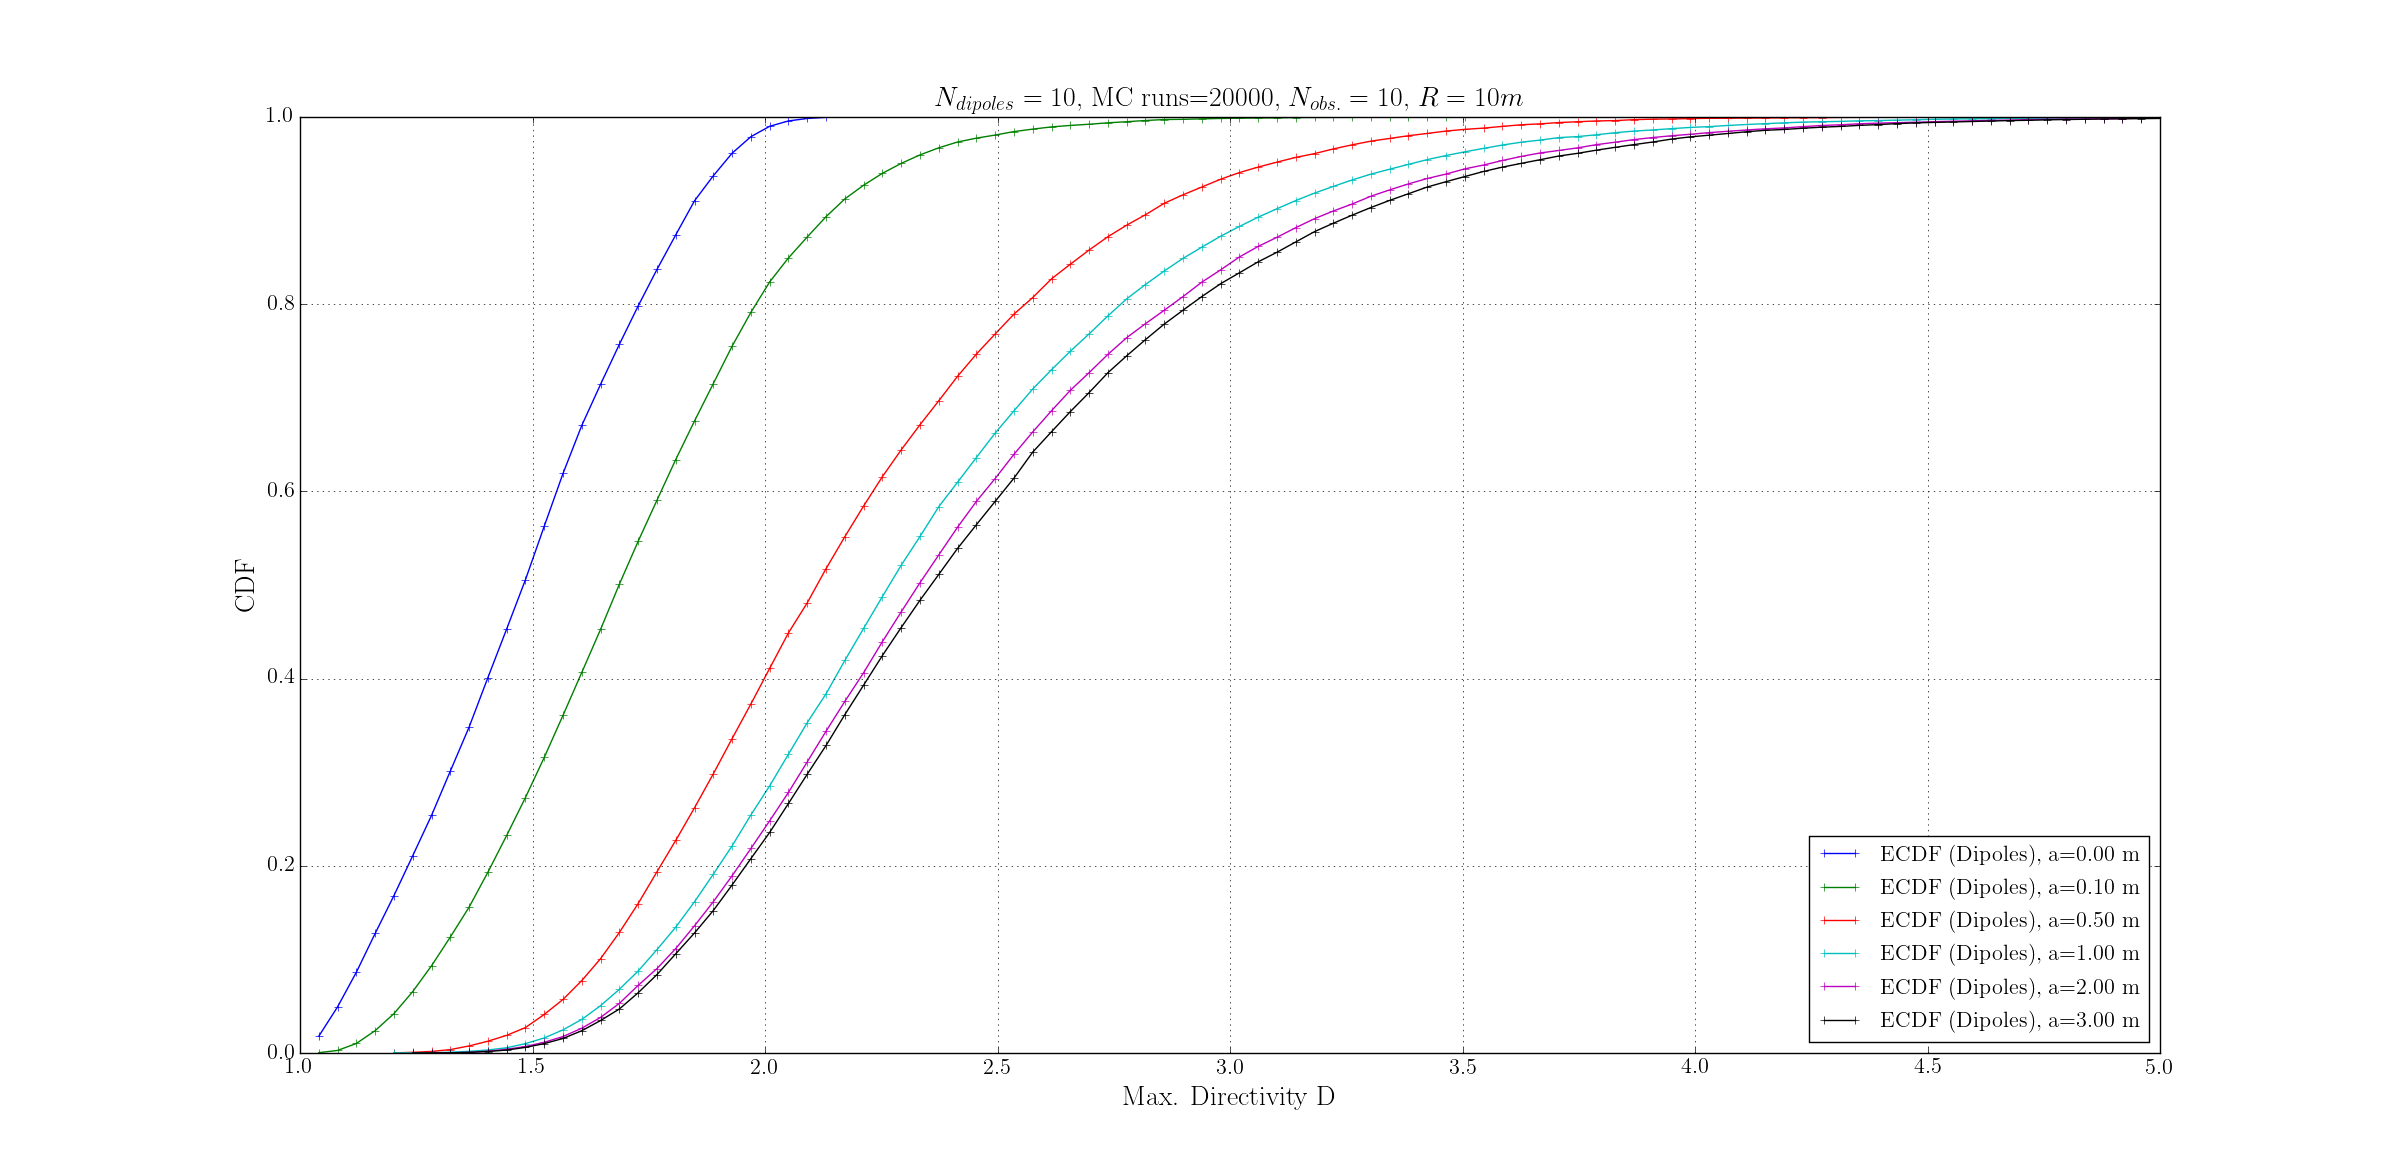 N_dipoles = 10, MC runs=20000, N_obs. = 10, R = 10m
1.0
0.8
0.6
0.4
0.2
0.0
CDF
1.0 1.5 2.0 2.5 3.0 3.5 4.0 4.5 5.0
Max. Directivity D
ECDF (Dipoles), a=0.00 m
ECDF (Dipoles), a=0.10 m
ECDF (Dipoles), a=0.50 m
ECDF (Dipoles), a=1.00 m
ECDF (Dipoles), a=2.00 m
ECDF (Dipoles), a=3.00 m